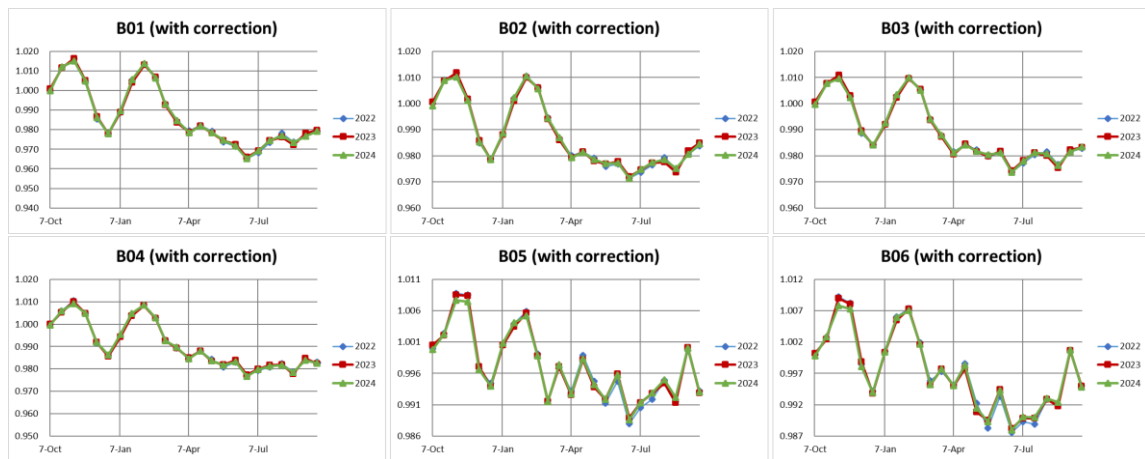 B01 (with correction)
1.020
1.010
1.000
0.990
0.980
0.970
0.960
0.950
0.940
7-Oct
7-Jan
7-Apr
7-Jul
2022
2023
2024
B02 (with correction)
1.020
1.010
1.000
0.990
0.980
0.970
0.960
7-Oct
7-Jan
7-Apr
7-Jul
2022
2023
2024
B03 (with correction)
1.020
1.010
1.000
0.990
0.980
0.970
0.960
7-Oct
7-Jan
7-Apr
7-Jul
2022
2023
2024
B04 (with correction)
1.020
1.010
1.000
0.990
0.980
0.970
0.960
0.950
7-Oct
7-Jan
7-Apr
7-Jul
2022
2023
2024
B05 (with correction)
1.011
1.006
1.001
0.996
0.991
0.986
7-Oct
7-Jan
7-Apr
7-Jul
2022
2023
2024
B06 (with correction)
1.012
1.007
1.002
0.997
0.992
0.987
7-Oct
7-Jan
7-Apr
7-Jul
2022
2023
2024